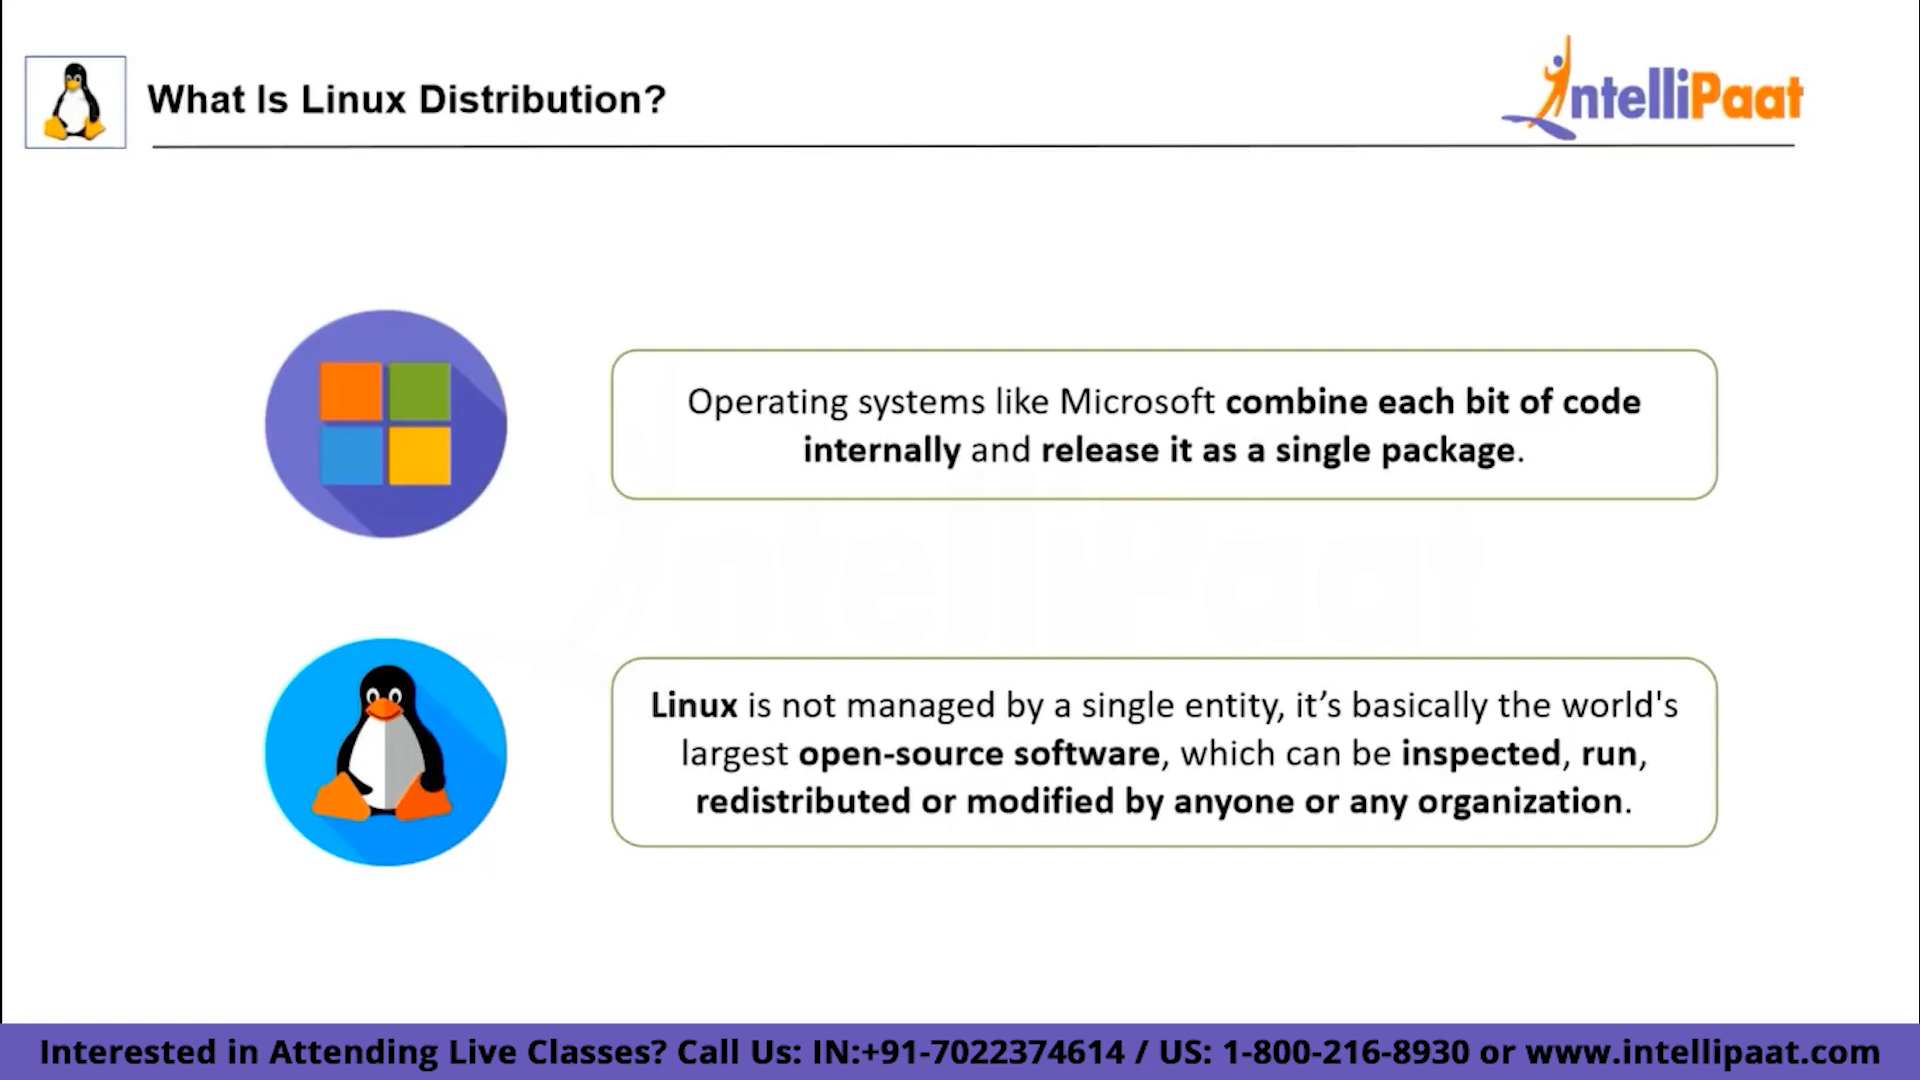 What Is Linux Distribution?
IntelliPaat
Operating systems like Microsoft combine each bit of code
internally and release it as a single package.
IntelliPaat
Linux is not managed by a single entity, it’s basically the world's
largest open-source software, which can be inspected, run,
redistributed or modified by anyone or any organization.
Interested in Attending Live Classes? Call Us: IN:+91-7022374614 / US: 1-800-216-8930 or www.intellipaat.com